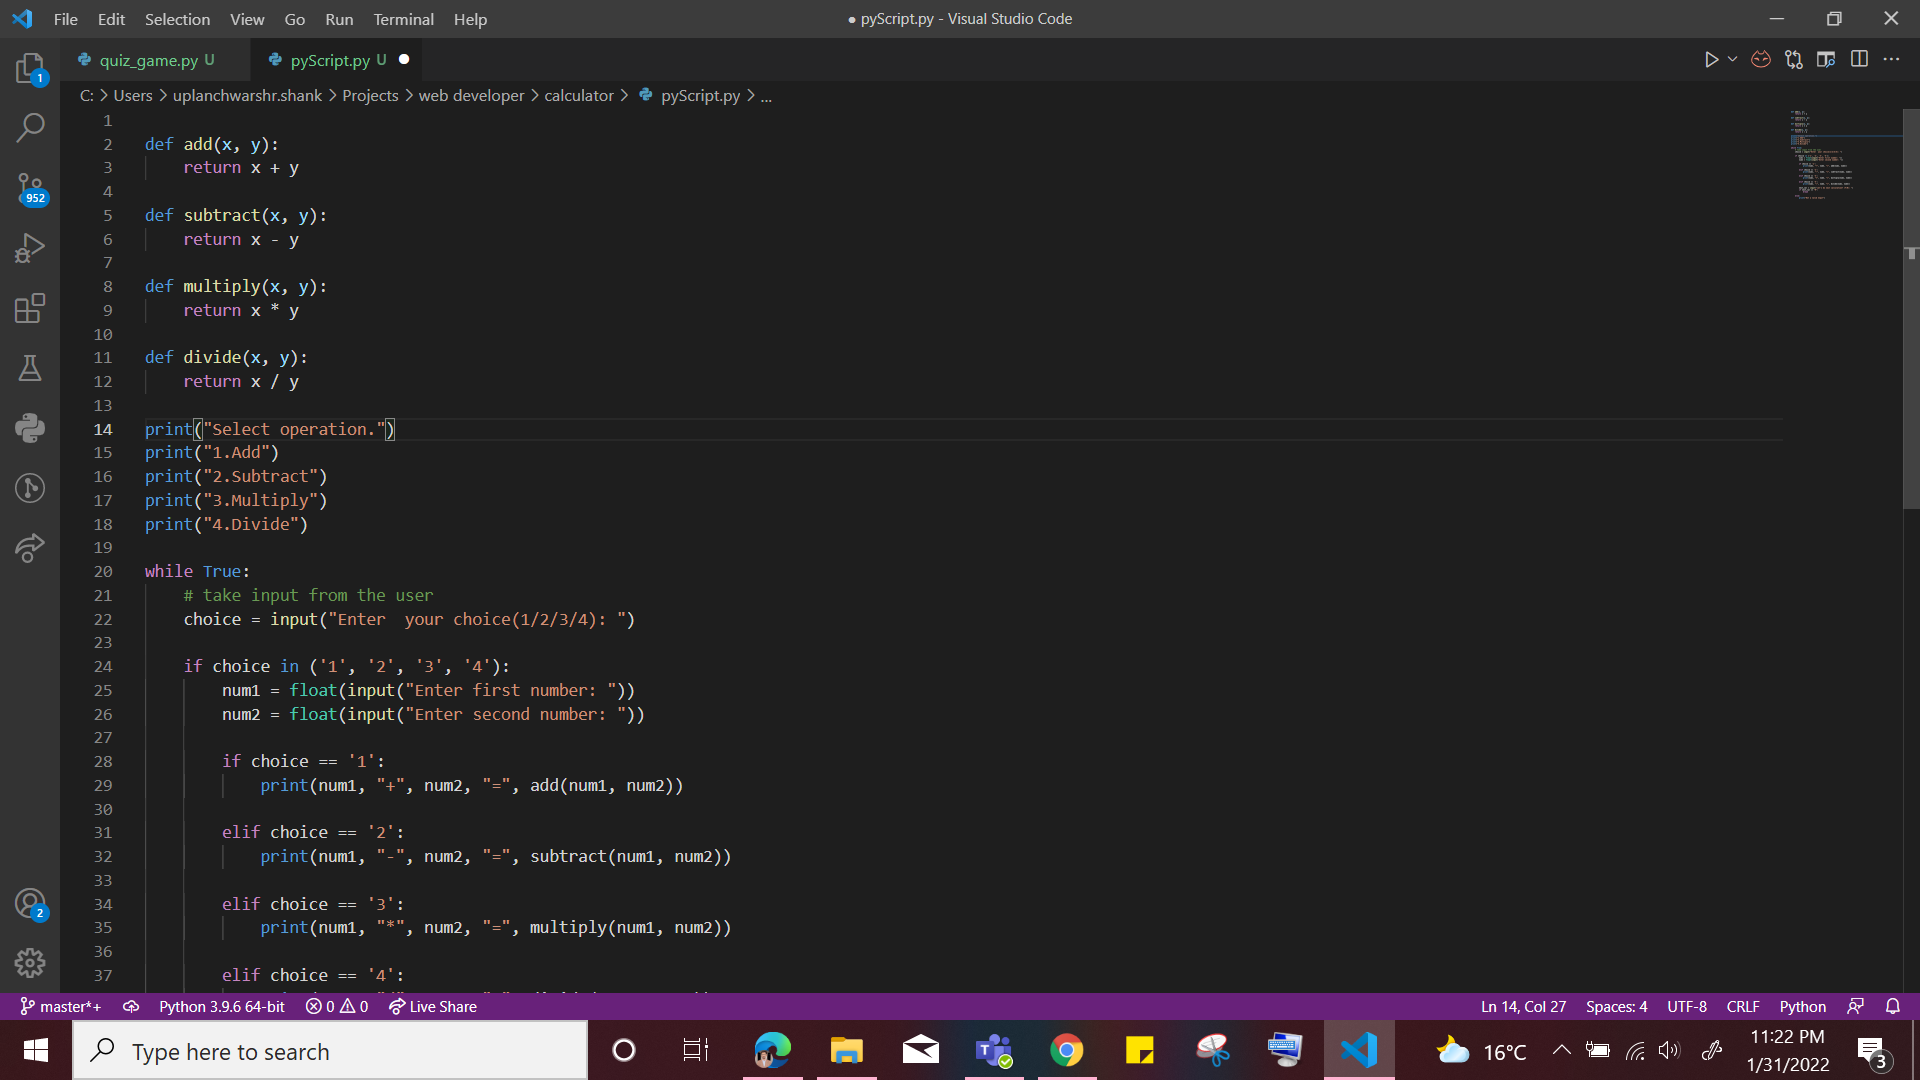 File Edit Selection View Go Run Terminal Help
● pyScript.py - Visual Studio Code
quiz_game.py U
pyScript.py U ●
C: > Users > uplanchwarshr.shank > Projects > web developer > calculator > pyScript.py > ...
1
2 def add(x, y):
3 return x + y
4
5 def subtract(x, y):
6 return x - y
7
8 def multiply(x, y):
9 return x * y
10
11 def divide(x, y):
12 return x / y
13
14 print("Select operation.")
15 print("1.Add")
16 print("2.Subtract")
17 print("3.Multiply")
18 print("4.Divide")
19
20 while True:
21 # take input from the user
22 choice = input("Enter  your choice(1/2/3/4): ")
23
24 if choice in ('1', '2', '3', '4'):
25 num1 = float(input("Enter first number: "))
26 num2 = float(input("Enter second number: "))
27
28 if choice == '1':
29 print(num1, "+", num2, "=", add(num1, num2))
30
31 elif choice == '2':
32 print(num1, "-", num2, "=", subtract(num1, num2))
33
34 elif choice == '3':
35 print(num1, "*", num2, "=", multiply(num1, num2))
36
37 elif choice == '4':
1
952
2
master*+ Python 3.9.6 64-bit 0 0 Live Share
Ln 14, Col 27 Spaces: 4 UTF-8 CRLF Python
Type here to search
16°C
11:22 PM
1/31/2022
3